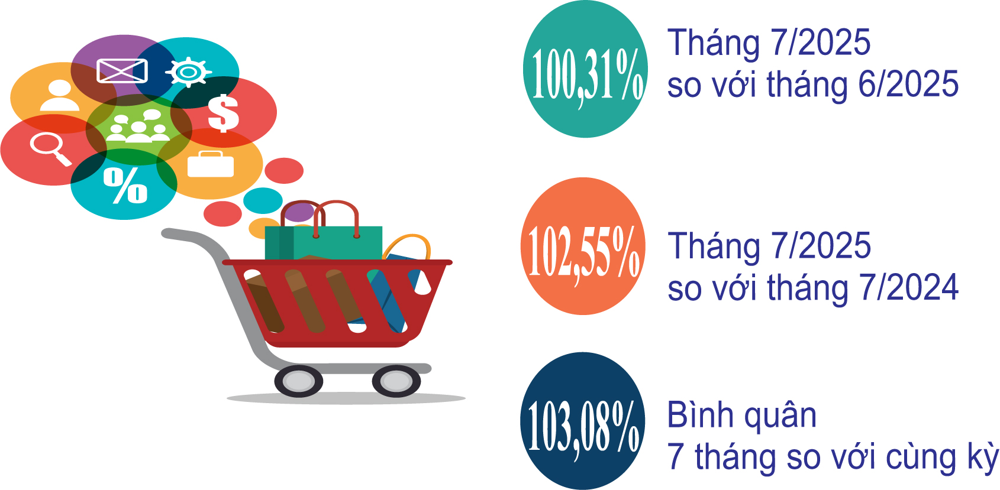 100,31%
Tháng 7/2025
so với tháng 6/2025
$
%
102,55%
Tháng 7/2025
so với tháng 7/2024
103,08%
Bình quân
7 tháng so với cùng kỳ